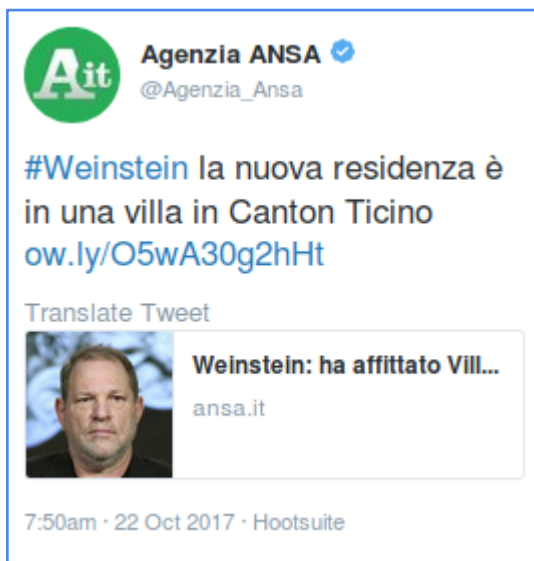 Ait
Agenzia ANSA
@Agenzia_Ansa
#Weinstein la nuova residenza è
in una villa in Canton Ticino
ow.ly/O5wA30g2hHt
Translate Tweet
Weinstein: ha affittato Vill...
ansa.it
7:50am · 22 Oct 2017 · Hootsuite